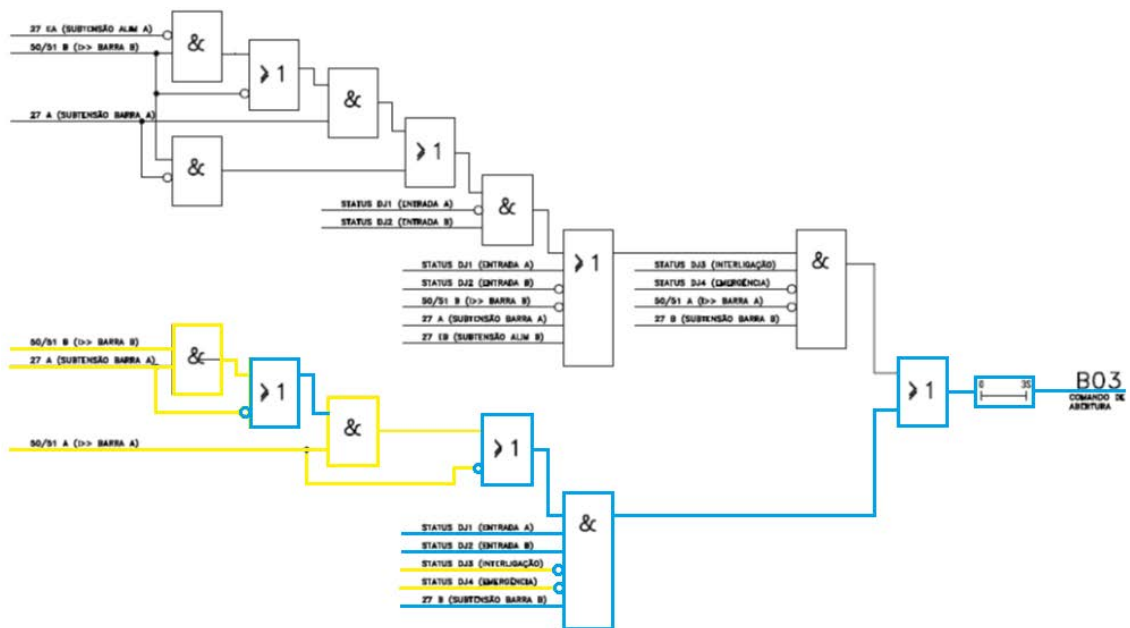 27 EA (SUBTENSÃO ALIM A)
50/51 B (I>> BARRA B)
&
≥ 1
27 A (SUBTENSÃO BARRA A)
&
&
≥ 1
STATUS DJ1 (ENTRADA A)
STATUS DJ2 (ENTRADA B)
&
STATUS DJ1 (ENTRADA A)
STATUS DJ2 (ENTRADA B)
50/51 B (I>> BARRA B)
27 A (SUBTENSÃO BARRA A)
27 EB (SUBTENSÃO ALIM B)
≥ 1
STATUS DJ3 (INTERLIGAÇÃO)
STATUS DJ4 (EMERGÊNCIA)
50/51 A (I>> BARRA A)
27 B (SUBTENSÃO BARRA B)
&
50/51 B (I>> BARRA B)
27 A (SUBTENSÃO BARRA A)
&
≥ 1
50/51 A (I>> BARRA A)
&
≥ 1
STATUS DJ1 (ENTRADA A)
STATUS DJ2 (ENTRADA B)
STATUS DJ3 (INTERLIGAÇÃO)
STATUS DJ4 (EMERGÊNCIA)
27 B (SUBTENSÃO BARRA B)
&
≥ 1
0 3S
B03
COMANDO DE
ABERTURA